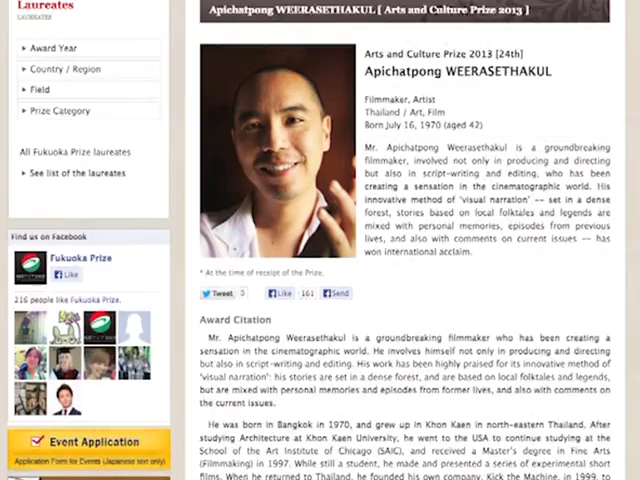 Laureates
LAUREATES
Award Year
Country / Region
Field
Prize Category
All Fukuoka Prize laureates
See list of the laureates
Find us on Facebook
Fukuoka Prize
Like
216 people like Fukuoka Prize.
Event Application
Application Form for Events (Japanese text only)
Apichatpong WEERASETHAKUL [ Arts and Culture Prize 2013 ]
Arts and Culture Prize 2013 [24th]
Apichatpong WEERASETHAKUL
Filmmaker, Artist
Thailand / Art, Film
Born July 16, 1970 (aged 42)
Mr. Apichatpong Weerasethakul is a groundbreaking
filmmaker, involved not only in producing and directing
but also in script-writing and editing, who has been
creating a sensation in the cinematographic world. His
innovative method of 'visual narration' -- set in a dense
forest, stories based on local folktales and legends are
mixed with personal memories, episodes from previous
lives, and also with comments on current issues -- has
won international acclaim.
* At the time of receipt of the Prize.
Tweet 3 Like 161 Send
Award Citation
Mr. Apichatpong Weerasethakul is a groundbreaking filmmaker who has been creating a
sensation in the cinematographic world. He involves himself not only in producing and directing
but also in script-writing and editing. His work has been highly praised for its innovative method of
'visual narration': his stories are set in a dense forest, and are based on local folktales and legends,
but are mixed with personal memories and episodes from former lives, and also with comments on
the current issues.
He was born in Bangkok in 1970, and grew up in Khon Kaen in north-eastern Thailand. After
studying Architecture at Khon Kaen University, he went to the USA to continue studying at the
School of the Art Institute of Chicago (SAIC), and received a Master's degree in Fine Arts
(Filmmaking) in 1997. While still a student, he made and presented a series of experimental short
films. When he returned to Thailand, he founded his own company, Kick the Machine, in 1999, to